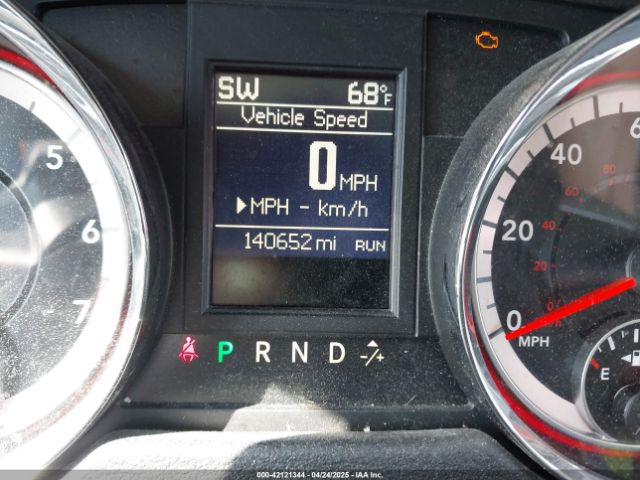 SW 68°F
Vehicle Speed
0 MPH
▶MPH - km/h
140652 mi RUN
P R N D -/+
5
6
7
40
20
0
MPH
80
60
40
20
E
000-42121344 - 04/24/2025 - IAA Inc.